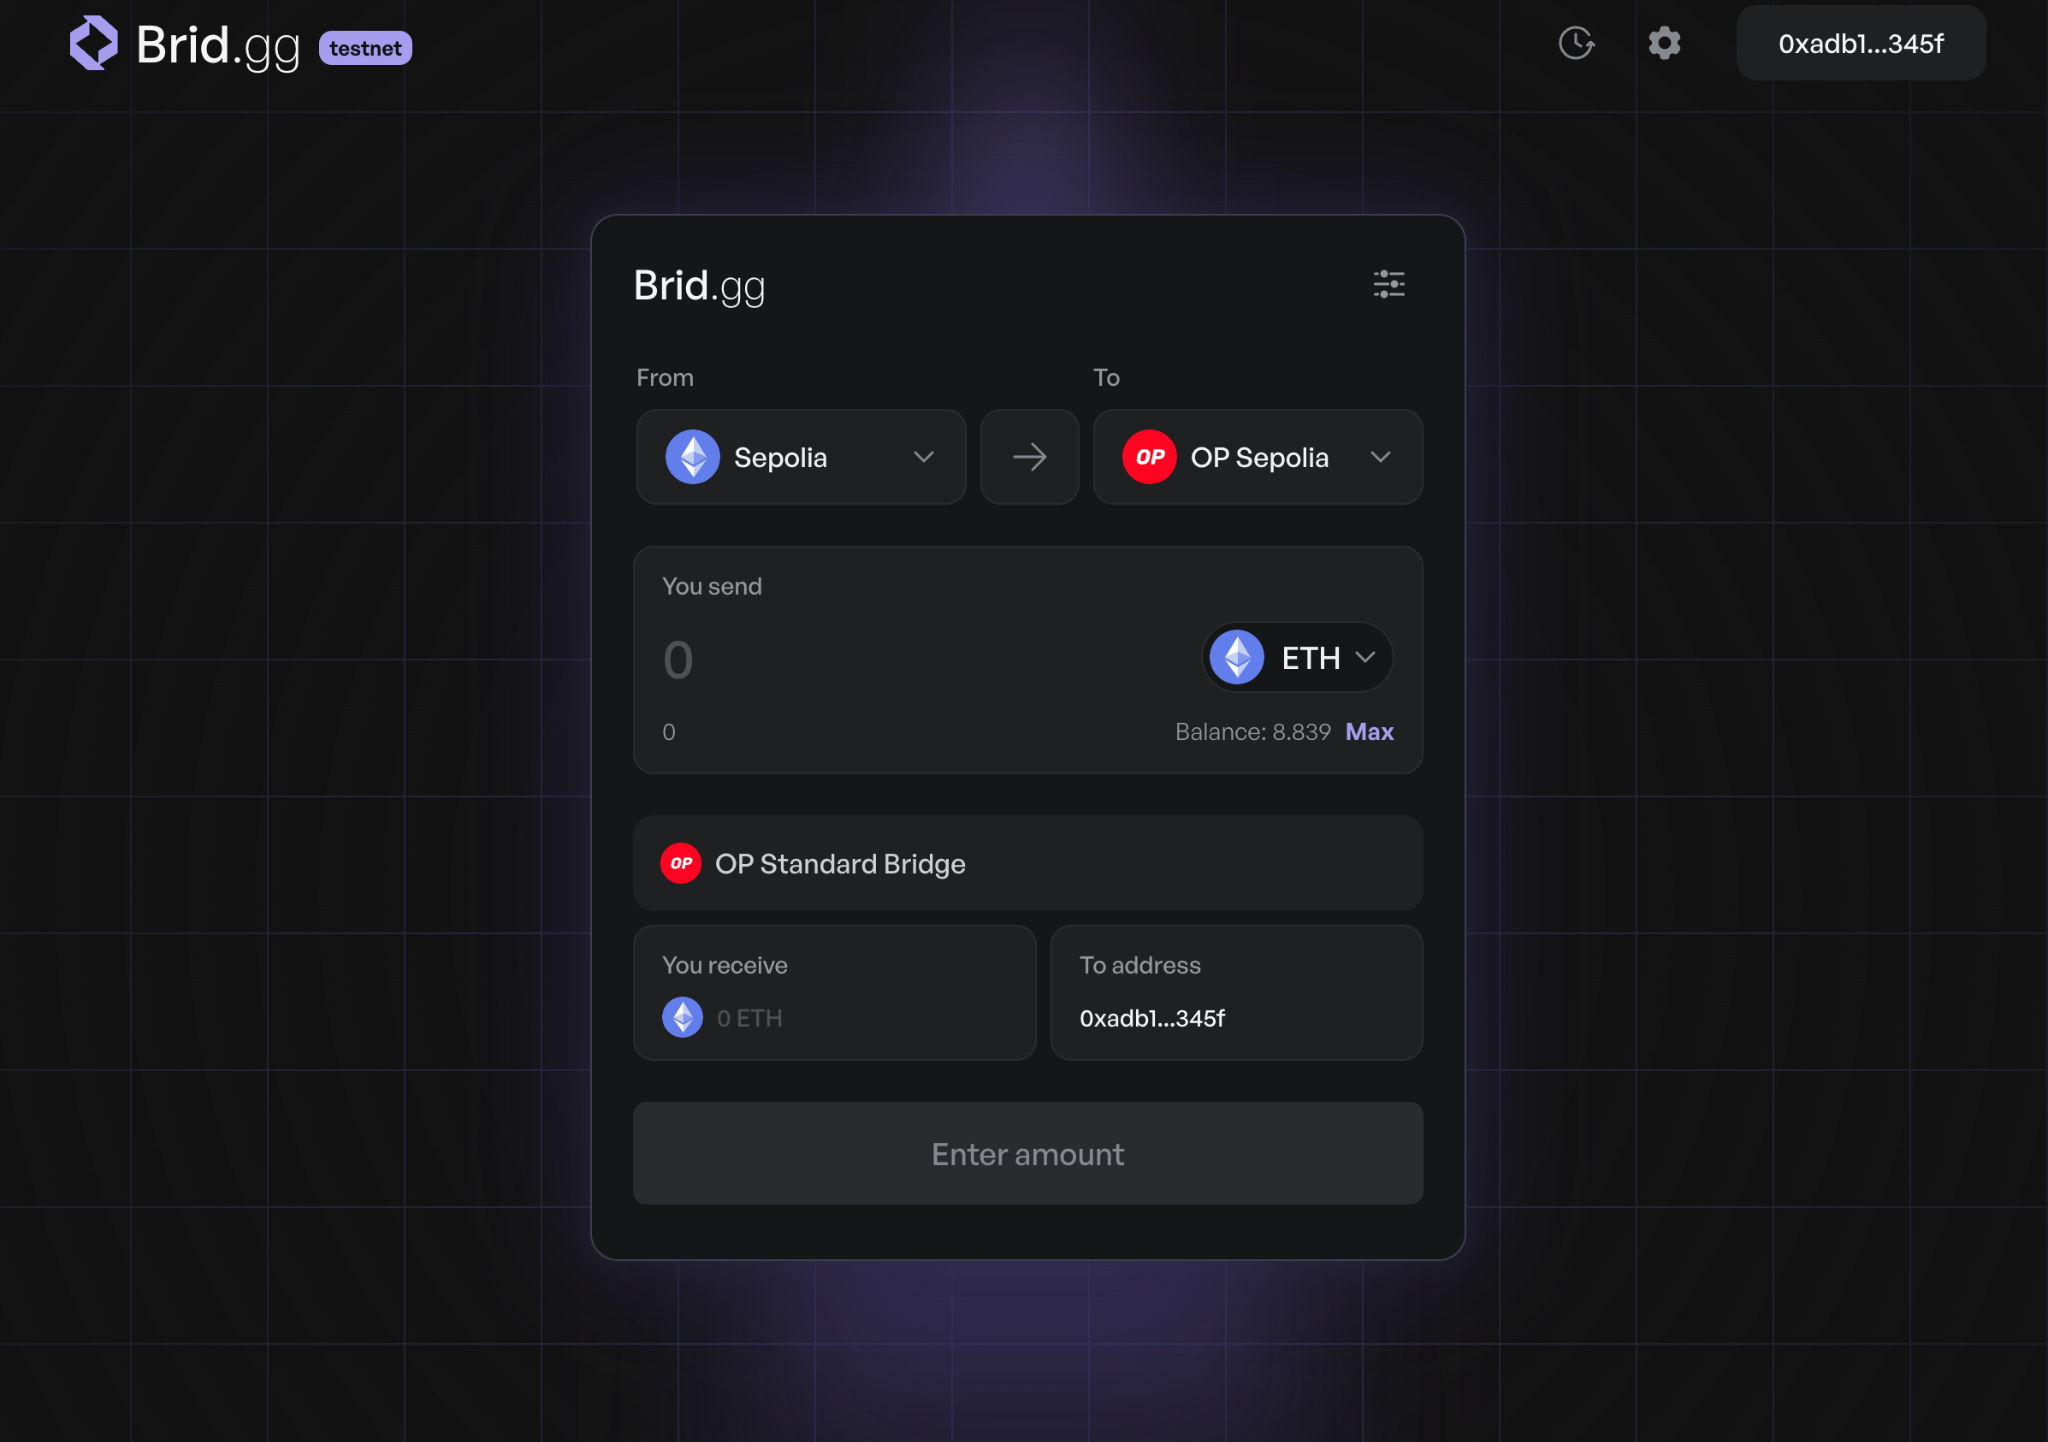 Brid.gg testnet 0xadb1...345f
Brid.gg
From To
Sepolia OP OP Sepolia
You send
0 ETH
0 Balance: 8.839 Max
OP OP Standard Bridge
You receive To address
0 ETH 0xadb1...345f
Enter amount